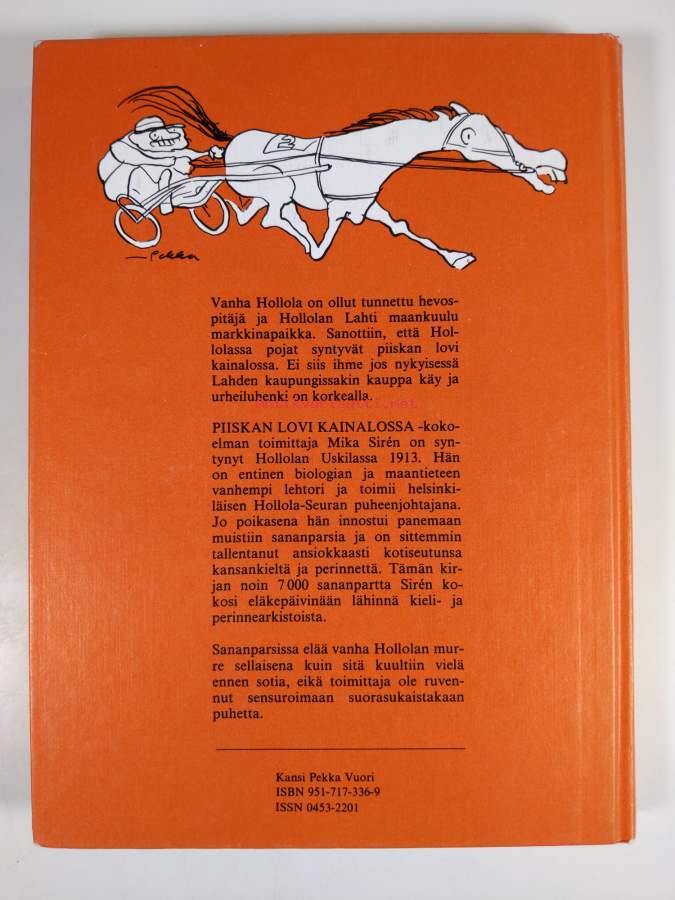 Pekka
Vanha Hollola on ollut tunnettu hevos-
pitäjä ja Hollolan Lahti maankuulu
markkinapaikka. Sanottiin, että Hol-
lolassa pojat syntyvät piiskan lovi
kainalossa. Ei siis ihme jos nykyisessä
Lahden kaupungissakin kauppa käy ja
urheiluhenki on korkealla.
PIISKAN LOVI KAINALOSSA -koko-
elman toimittaja Mika Sirén on syn-
tynyt Hollolan Uskilassa 1913. Hän
on entinen biologian ja maantieteen
vanhempi lehtori ja toimii helsinki-
läisen Hollola-Seuran puheenjohtajana.
Jo poikasena hän innostui panemaan
muistiin sananparsia ja on sittemmin
tallentanut ansiokkaasti kotiseutunsa
kansankieltä ja perinnettä. Tämän kir-
jan noin 7 000 sananpartta Sirén ko-
kosi eläkepäivinään lähinnä kieli- ja
perinnearkistoista.
Sananparsissa elää vanha Hollolan mur-
re sellaisena kuin sitä kuultiin vielä
ennen sotia, eikä toimittaja ole ruven-
nut sensuroimaan suorasukaistakaan
puhetta.
Kansi Pekka Vuori
ISBN 951-717-336-9
ISSN 0453-2201